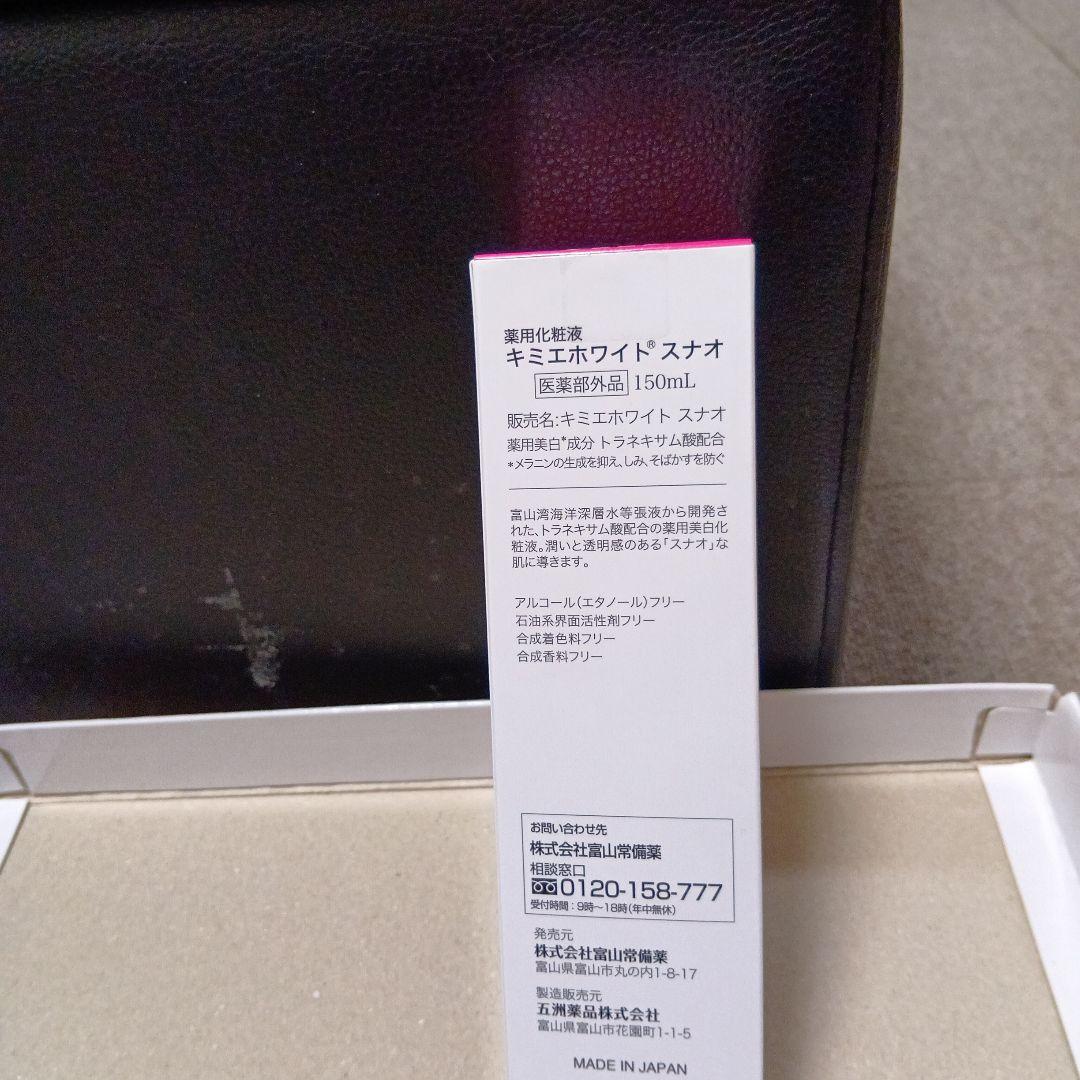 薬用化粧液
キミエホワイト® スナオ
医薬部外品 150mL
販売名:キミエホワイト スナオ
薬用美白*成分 トラネキサム酸配合
*メラニンの生成を抑え、しみ、そばかすを防ぐ
富山湾海洋深層水等張液から開発さ
れた、トラネキサム酸配合の薬用美白化
粧液。潤いと透明感のある「スナオ」な
肌に導きます。
アルコール(エタノール)フリー
石油系界面活性剤フリー
合成着色料フリー
合成香料フリー
お問い合わせ先
株式会社富山常備薬
相談窓口
0120-158-777
受付時間:9時〜18時(年中無休)
発売元
株式会社富山常備薬
富山県富山市丸の内1-8-17
製造販売元
五洲薬品株式会社
富山県富山市花園町1-1-5
MADE IN JAPAN